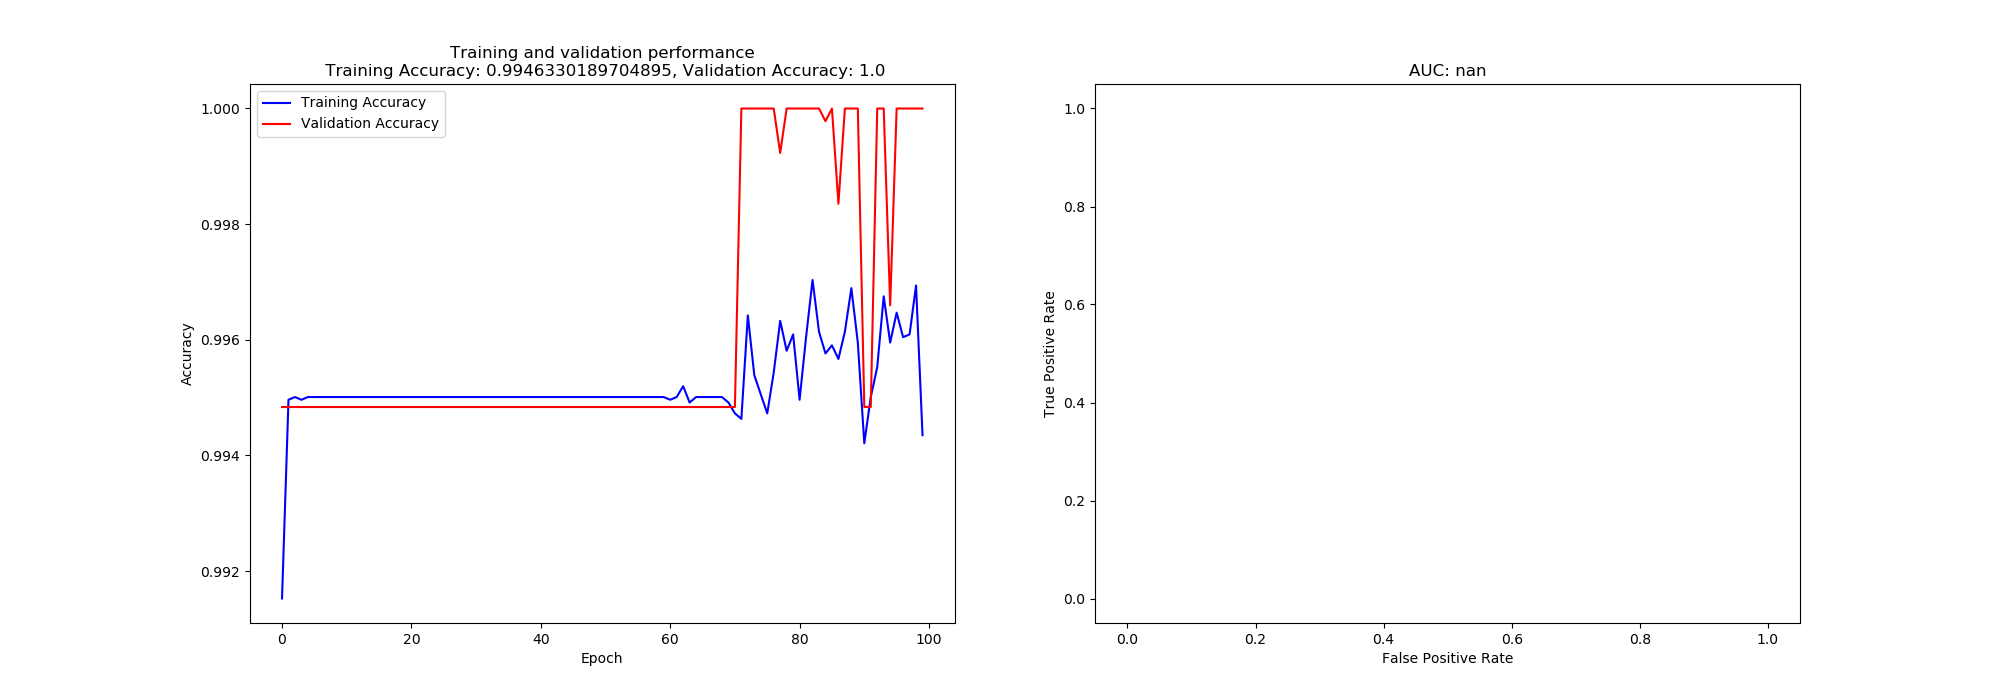 Training and validation performance
Training Accuracy: 0.9946330189704895, Validation Accuracy: 1.0
Training Accuracy
Validation Accuracy
1.000
0.998
0.996
0.994
0.992
Accuracy
0
20
40
60
80
100
Epoch
AUC: nan
1.0
0.8
0.6
0.4
0.2
0.0
True Positive Rate
0.0
0.2
0.4
0.6
0.8
1.0
False Positive Rate